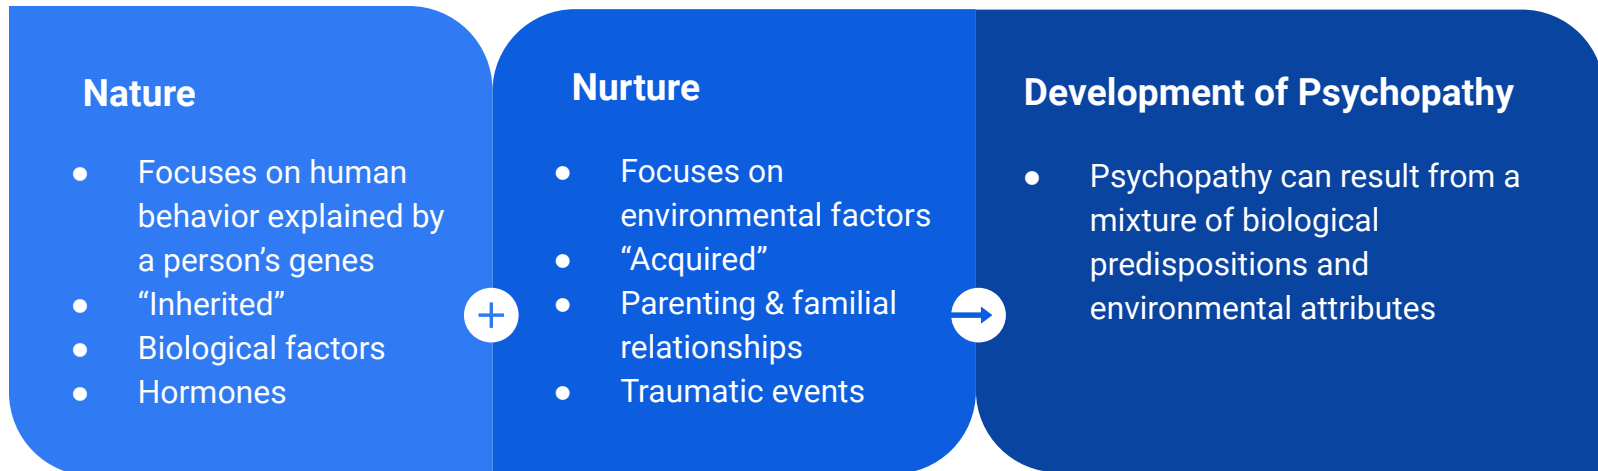 Nature
● Focuses on human
behavior explained by
a person’s genes
● “Inherited”
● Biological factors
● Hormones
+
Nurture
● Focuses on
environmental factors
● “Acquired”
● Parenting & familial
relationships
● Traumatic events
Development of Psychopathy
● Psychopathy can result from a
mixture of biological
predispositions and
environmental attributes